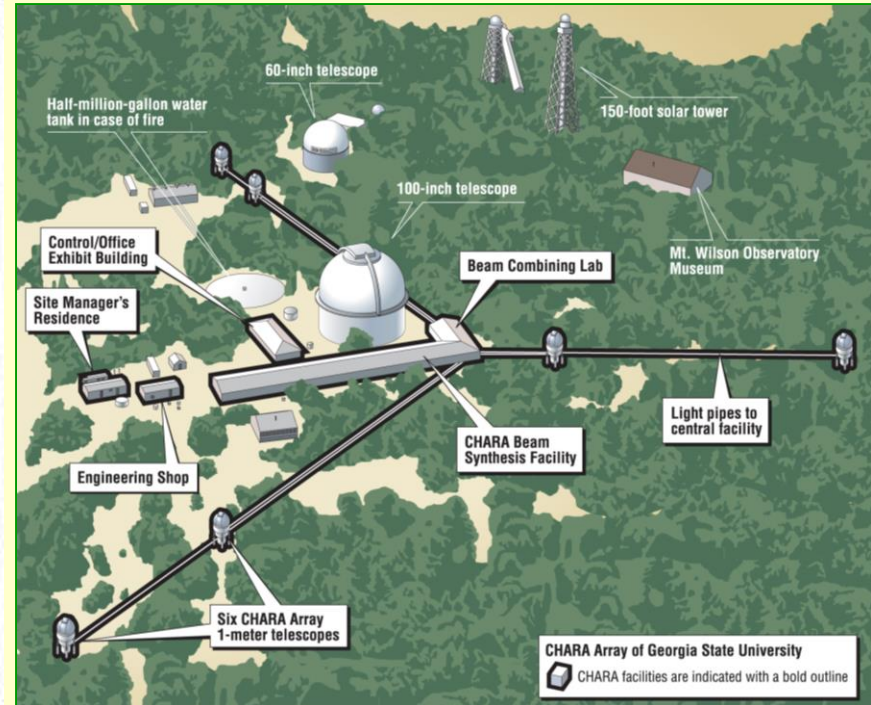 60-inch telescope
Half-million-gallon water
tank in case of fire
150-foot solar tower
100-inch telescope
Control/Office
Exhibit Building
Beam Combining Lab
Mt. Wilson Observatory
Museum
Site Manager's
Residence
Light pipes to
central facility
CHARA Beam
Synthesis Facility
Engineering Shop
Six CHARA Array
1-meter telescopes
CHARA Array of Georgia State University
CHARA facilities are indicated with a bold outline